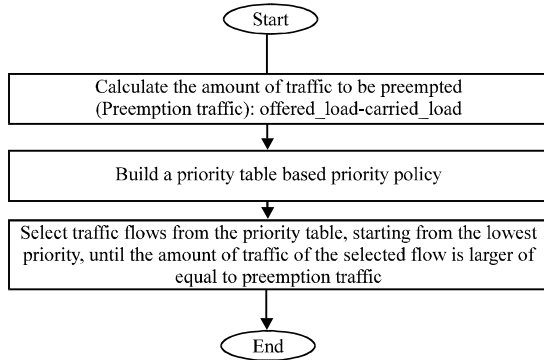 Start
Calculate the amount of traffic to be preempted
(Preemption traffic): offered_load-carried_load
Build a priority table based priority policy
Select traffic flows from the priority table, starting from the lowest
priority, until the amount of traffic of the selected flow is larger of
equal to preemption traffic
End